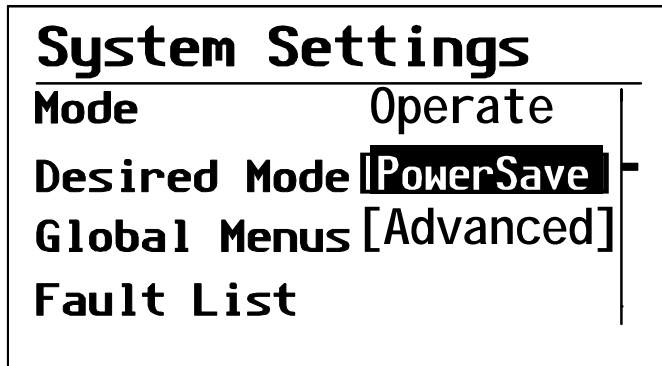 System Settings
Mode Operate
Desired Mode [PowerSave]
Global Menus [Advanced]
Fault List